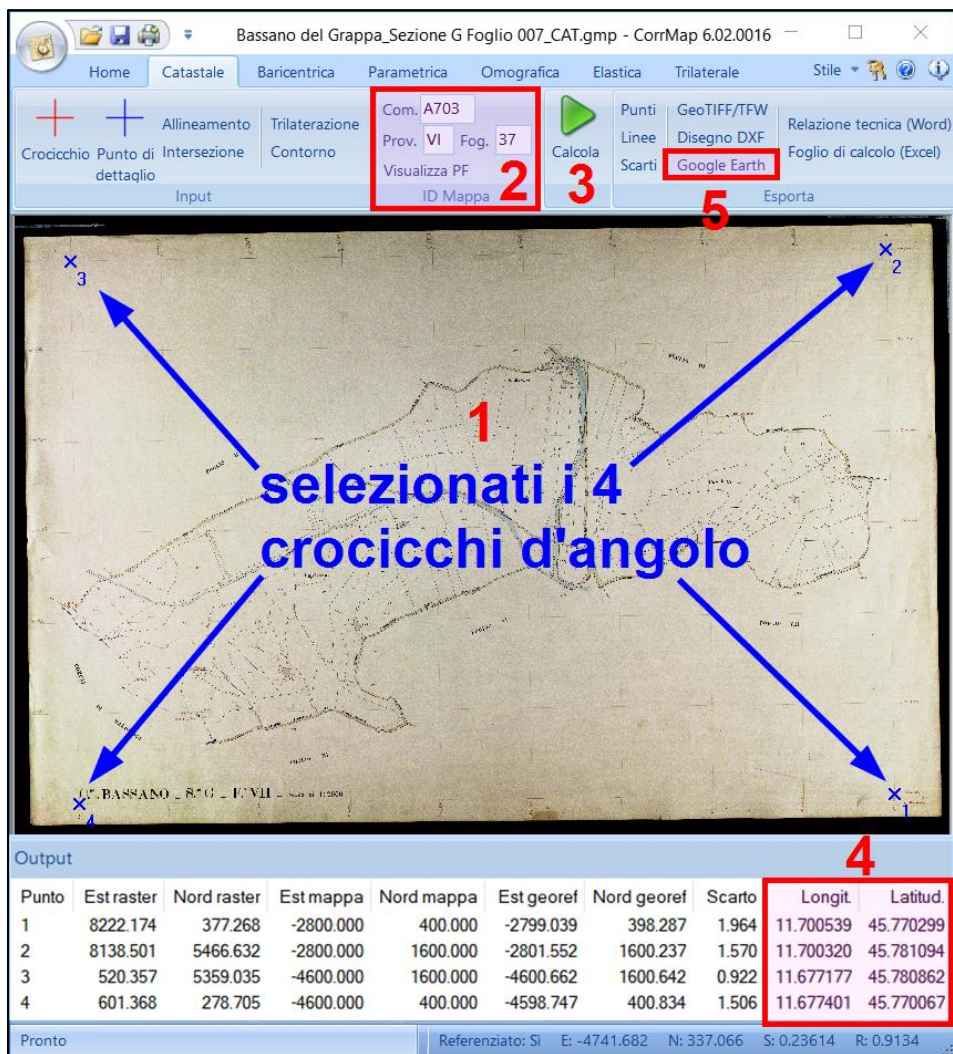 Bassano del Grappa_Sezione G Foglio 007_CAT.gmp - CorrMap 6.02.0016
Home Catastale Baricentrica Parametrica Omografica Elastica Trilaterale Stile
Crocicchio
Punto di dettaglio
Allineamento
Intersezione
Trilaterazione
Contorno
Input
Com. A703
Prov. VI Fog. 37
Visualizza PF
ID Mappa
2
Calcola
3
Punti
Linee
Scarti
GeoTIFF/TFW
Disegno DXF
Google Earth
Relazione tecnica (Word)
Foglio di calcolo (Excel)
Esporta
5
3
2
1
selezionati i 4
crocicchi d'angolo
BASSANO - S.ne G - F.o VII -
4
1
Output
4
Punto Est raster Nord raster Est mappa Nord mappa Est georef Nord georef Scarto Longit. Latitud.
1 8222.174 377.268 -2800.000 400.000 -2799.039 398.287 1.964 11.700539 45.770299
2 8138.501 5466.632 -2800.000 1600.000 -2801.552 1600.237 1.570 11.700320 45.781094
3 520.357 5359.035 -4600.000 1600.000 -4600.662 1600.642 0.922 11.677177 45.780862
4 601.368 278.705 -4600.000 400.000 -4598.747 400.834 1.506 11.677401 45.770067
Pronto
Referenziato: Sì E: -4741.682 N: 337.066 S: 0.23614 R: 0.9134